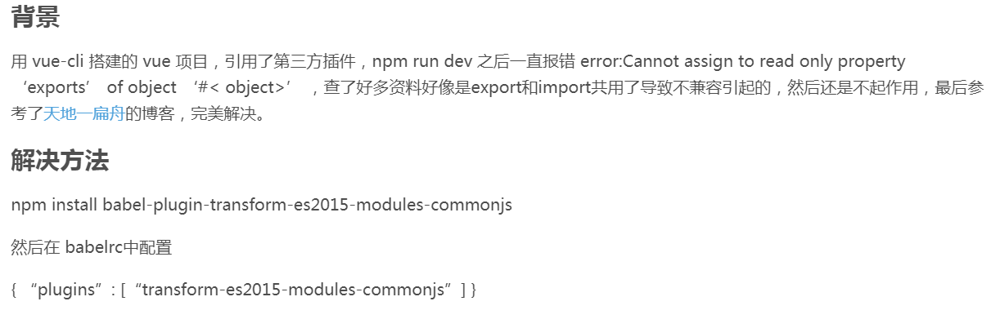 背景
用 vue-cli 搭建的 vue 项目，引用了第三方插件，npm run dev 之后一直报错 error:Cannot assign to read only property
‘exports’ of object ‘#< object>’ ，查了好多资料好像是export和import共用了导致不兼容引起的，然后还是不起作用，最后参
考了天地一扁舟的博客，完美解决。
解决方法
npm install babel-plugin-transform-es2015-modules-commonjs
然后在 babelrc中配置
{ “plugins”: [“transform-es2015-modules-commonjs”] }